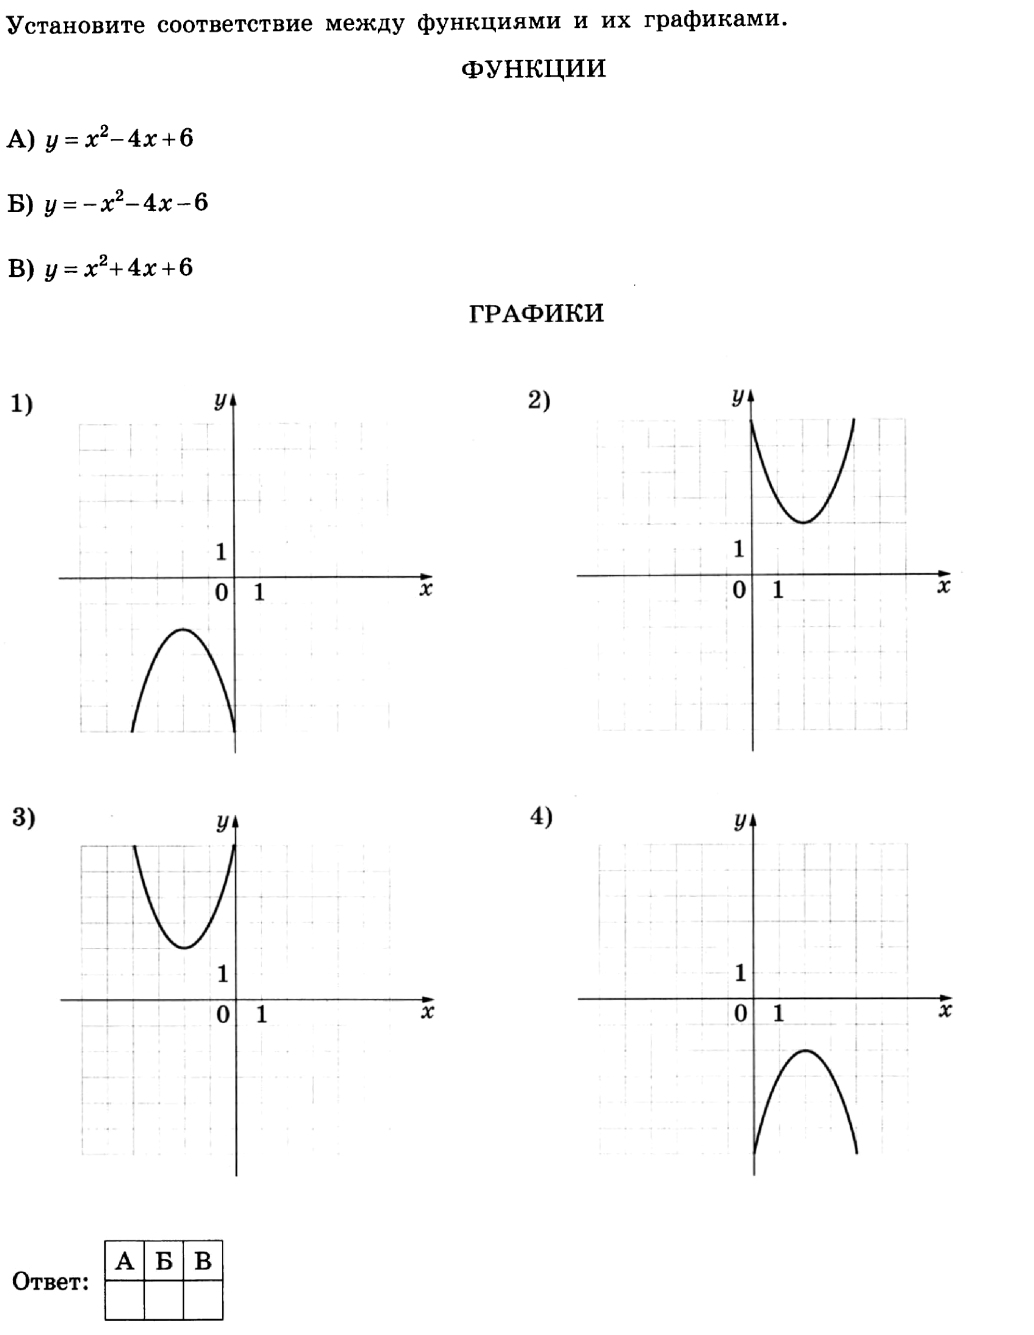 Установите соответствие между функциями и их графиками.
ФУНКЦИИ
А) y = x² – 4x + 6
Б) y = – x² – 4x – 6
В) y = x² + 4x + 6
ГРАФИКИ
1) y 1 0 1 x
2) y 1 0 1 x
3) y 1 0 1 x
4) y 1 0 1 x
Ответ: А Б В